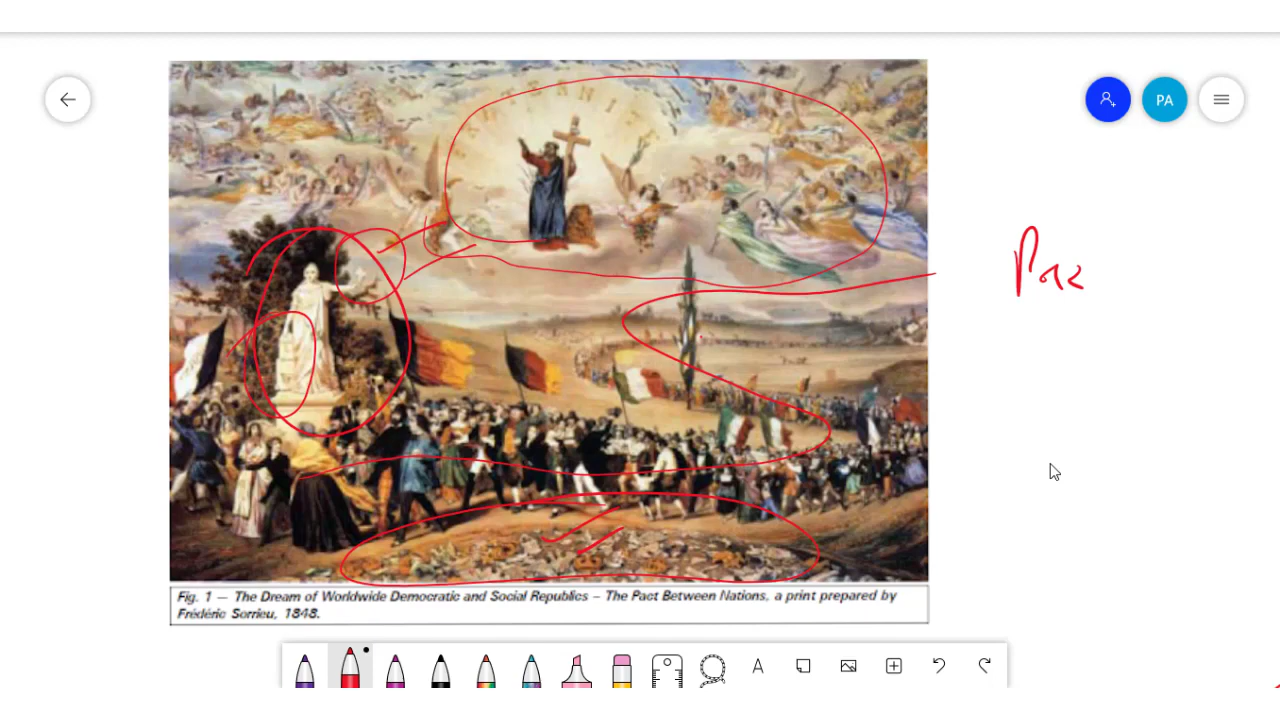 PA
Fig. 1 — The Dream of Worldwide Democratic and Social Republics – The Pact Between Nations, a print prepared by
Frédéric Sorrieu, 1848.
A